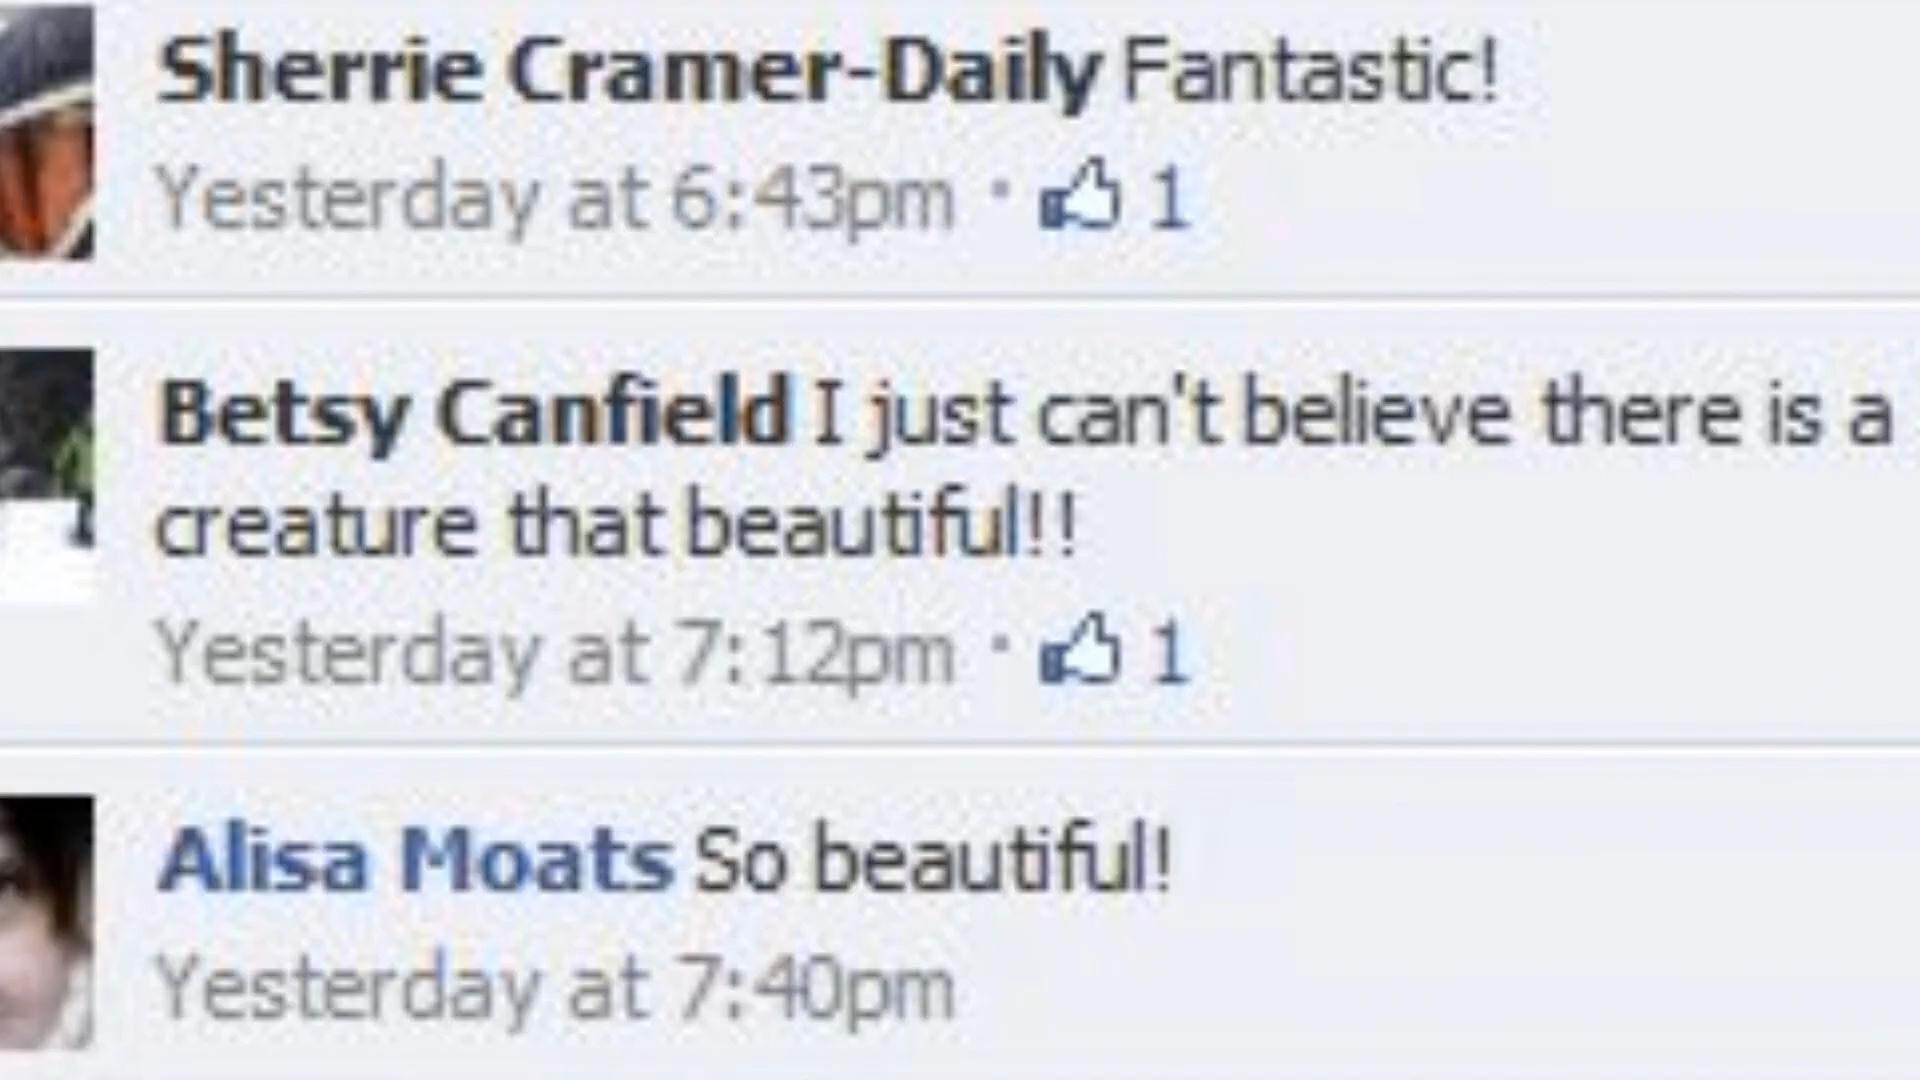 Sherrie Cramer-Daily Fantastic!
Yesterday at 6:43pm · 1
Betsy Canfield I just can't believe there is a
creature that beautiful!!
Yesterday at 7:12pm · 1
Alisa Moats So beautiful!
Yesterday at 7:40pm